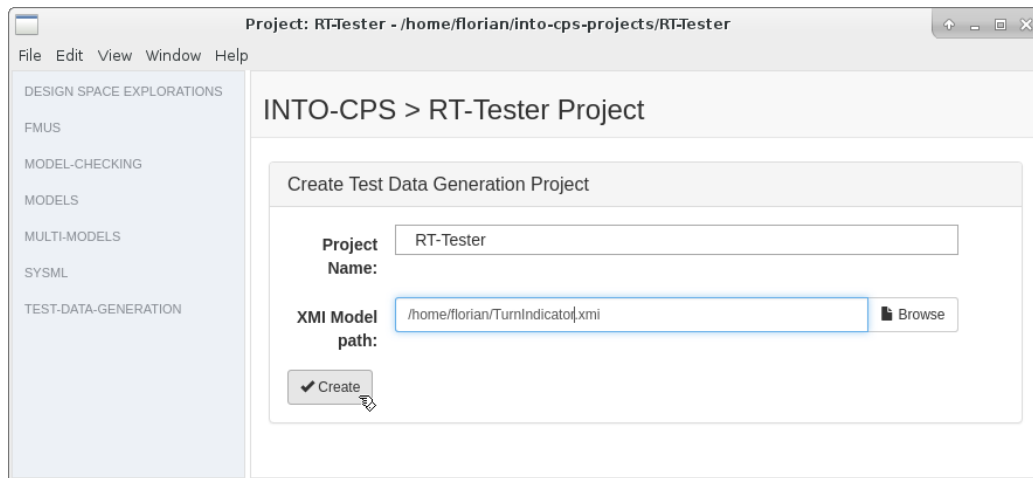 Project: RT-Tester - /home/florian/into-cps-projects/RT-Tester
File Edit View Window Help
DESIGN SPACE EXPLORATIONS
FMUS
MODEL-CHECKING
MODELS
MULTI-MODELS
SYSML
TEST-DATA-GENERATION
INTO-CPS > RT-Tester Project
Create Test Data Generation Project
Project
Name:
RT-Tester
XMI Model
path:
/home/florian/TurnIndicator.xmi
Browse
Create